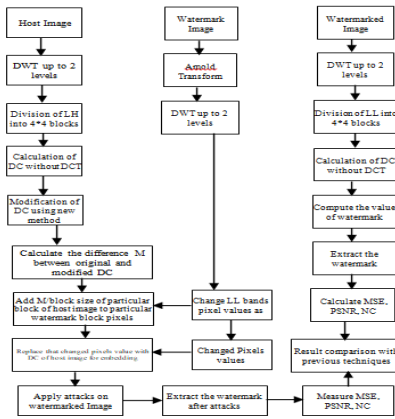 Host Image
DWT up to 2
levels
Division of LH
into 4*4 blocks
Calculation of
DC without DCT
Modification of
DC using new
method
Calculate the difference M
between original and
modified DC
Add M/block size of particular
block of host image to particular
watermark block pixels
Replace that changed pixels value with
DC of host image for embedding
Apply attacks on
watermarked Image
Watermark
Image
Arnold
Transform
DWT up to 2
levels
Change LL bands
pixel values as
Changed Pixels
values
Extract the watermark
after attacks
Watermarked
Image
DWT up to 2
levels
Division of LL into
4*4 blocks
Calculation of DC
without DCT
Compute the value
of watermark
Extract the
watermark
Calculate MSE,
PSNR, NC
Result comparison with
previous techniques
Measure MSE,
PSNR, NC